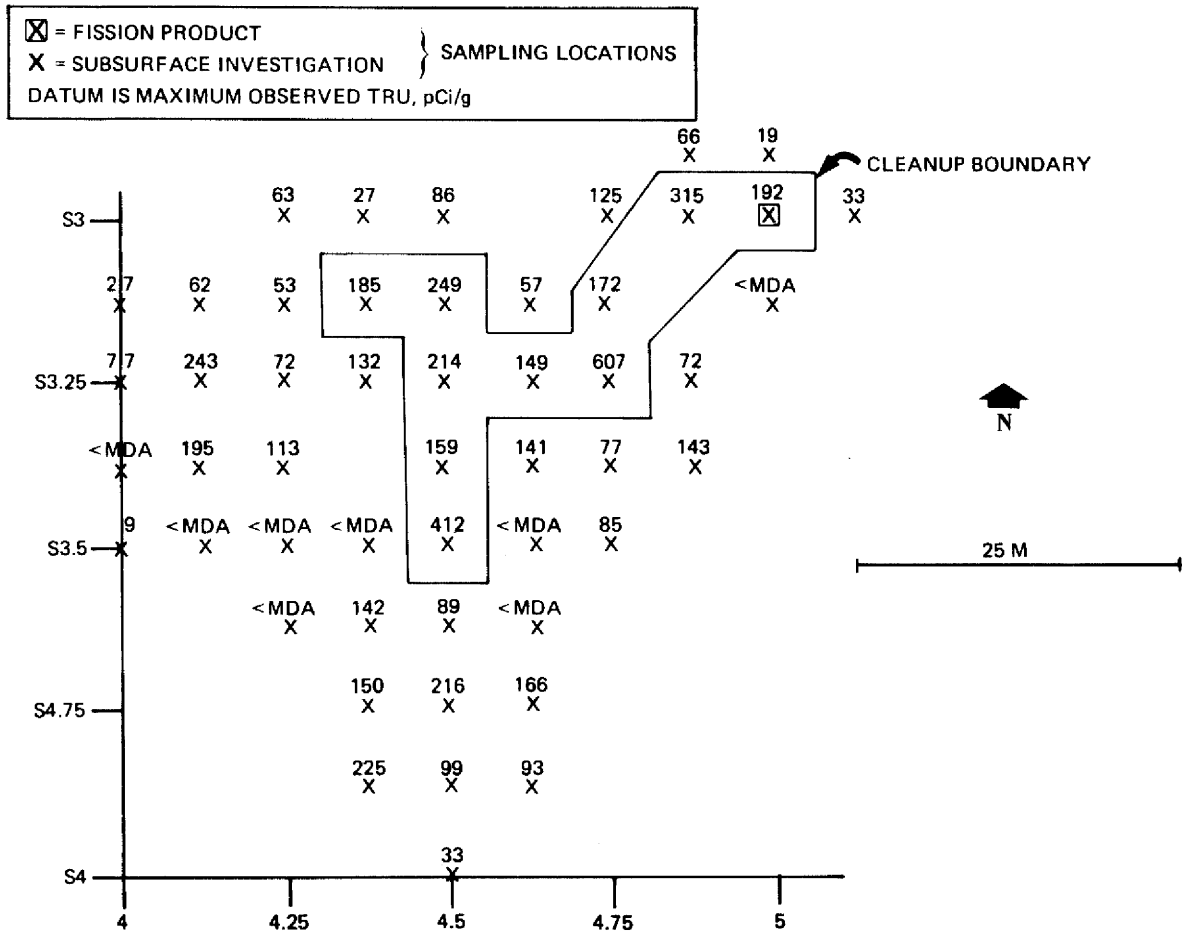 X = FISSION PRODUCT
X = SUBSURFACE INVESTIGATION
SAMPLING LOCATIONS
DATUM IS MAXIMUM OBSERVED TRU, pCi/g
66 19
CLEANUP BOUNDARY
63 27 86 125 315 192 33
S3 X X X X X X X
27 62 53 185 249 57 172 <MDA
77 243 72 132 214 149 607 72
S3.25
<MDA 195 113 159 141 77 143
N
9 <MDA <MDA <MDA 412 <MDA 85
S3.5
25 M
<MDA 142 89 <MDA
150 216 166
S4.75
225 99 93
33
S4
4 4.25 4.5 4.75 5